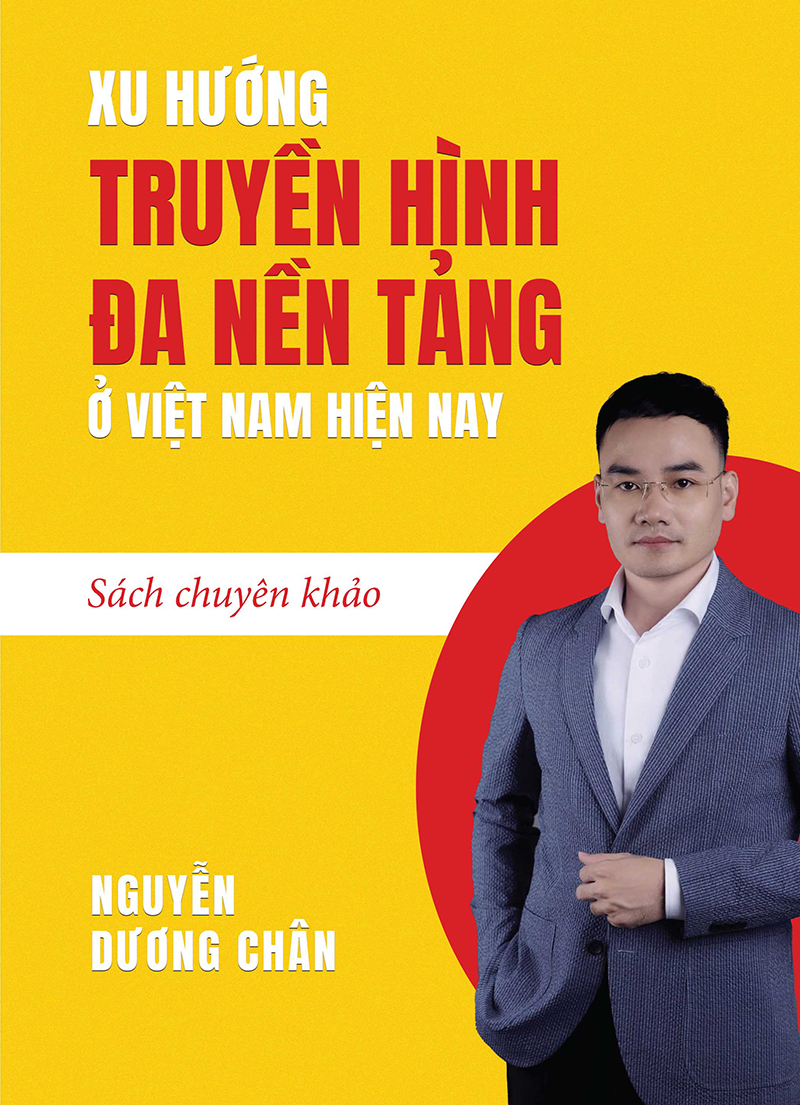 XU HƯỚNG
TRUYỀN HÌNH
ĐA NỀN TẢNG
Ở VIỆT NAM HIỆN NAY
Sách chuyên khảo
NGUYỄN
DƯƠNG CHÂN